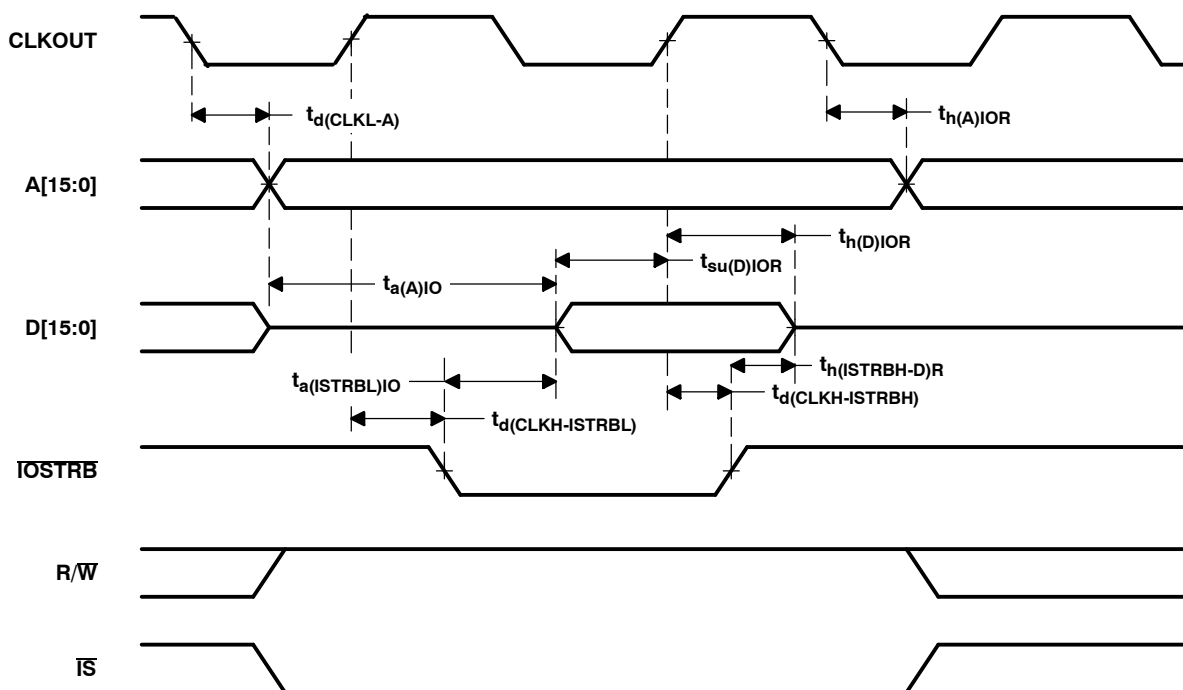 CLKOUT
td(CLKL-A)
th(A)IOR
A[15:0]
th(D)IOR
tsu(D)IOR
ta(A)IO
D[15:0]
th(ISTRBH-D)R
ta(ISTRBL)IO
td(CLKH-ISTRBH)
td(CLKH-ISTRBL)
IOSTRB
R/W
IS